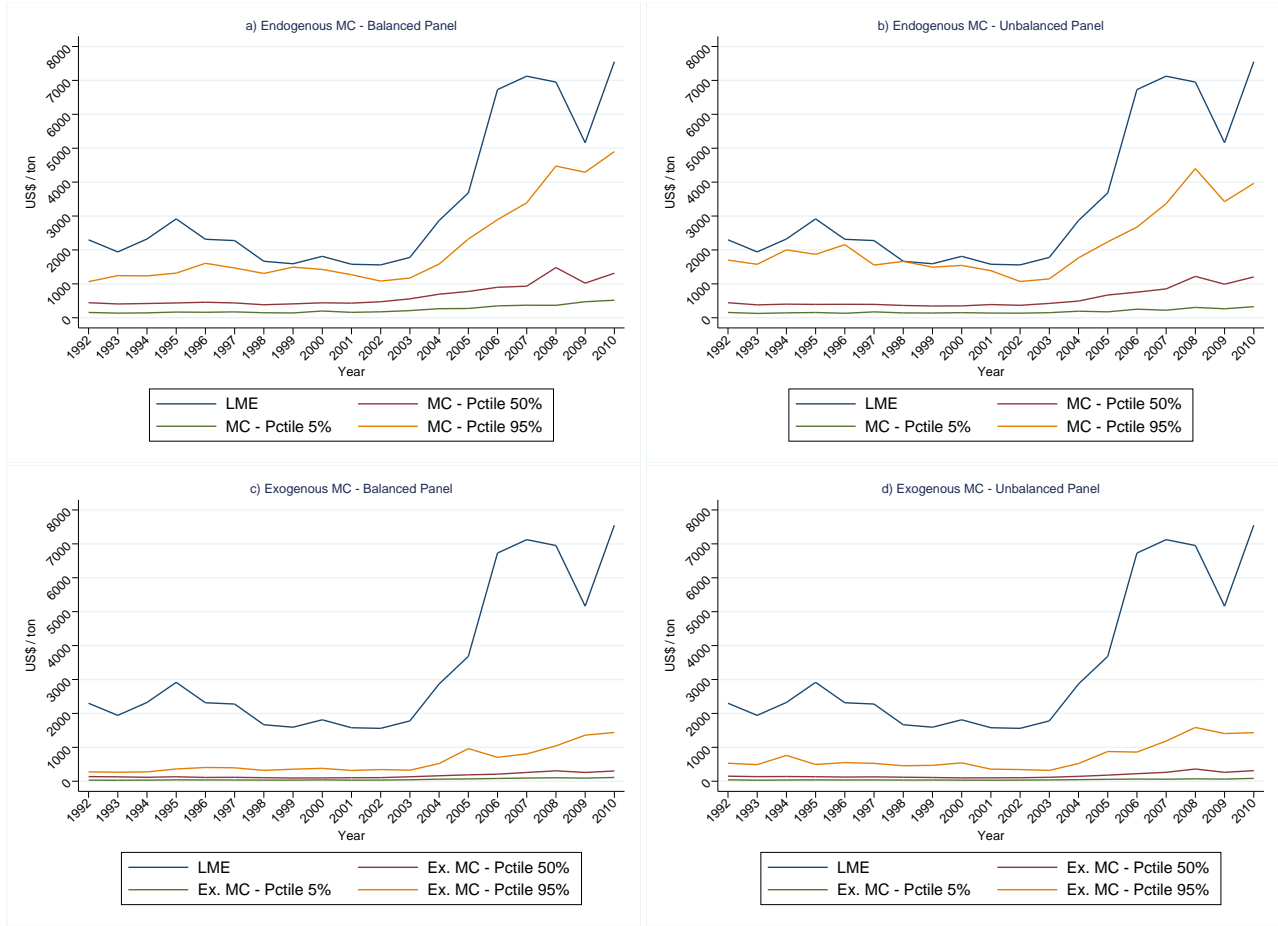 a) Endogenous MC - Balanced Panel
US$ / ton
8000
7000
6000
5000
4000
3000
2000
1000
0
1992 1993 1994 1995 1996 1997 1998 1999 2000 2001 2002 2003 2004 2005 2006 2007 2008 2009 2010
Year
LME MC - Pctile 50%
MC - Pctile 5% MC - Pctile 95%
b) Endogenous MC - Unbalanced Panel
US$ / ton
8000
7000
6000
5000
4000
3000
2000
1000
0
1992 1993 1994 1995 1996 1997 1998 1999 2000 2001 2002 2003 2004 2005 2006 2007 2008 2009 2010
Year
LME MC - Pctile 50%
MC - Pctile 5% MC - Pctile 95%
c) Exogenous MC - Balanced Panel
US$ / ton
8000
7000
6000
5000
4000
3000
2000
1000
0
1992 1993 1994 1995 1996 1997 1998 1999 2000 2001 2002 2003 2004 2005 2006 2007 2008 2009 2010
Year
LME Ex. MC - Pctile 50%
Ex. MC - Pctile 5% Ex. MC - Pctile 95%
d) Exogenous MC - Unbalanced Panel
US$ / ton
8000
7000
6000
5000
4000
3000
2000
1000
0
1992 1993 1994 1995 1996 1997 1998 1999 2000 2001 2002 2003 2004 2005 2006 2007 2008 2009 2010
Year
LME Ex. MC - Pctile 50%
Ex. MC - Pctile 5% Ex. MC - Pctile 95%